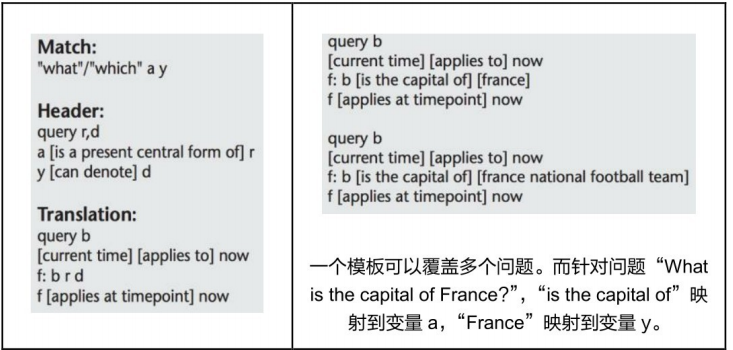 Match:
"what"/"which" a y
Header:
query r,d
a [is a present central form of] r
y [can denote] d
Translation:
query b
[current time] [applies to] now
f: b r d
f [applies at timepoint] now
query b
[current time] [applies to] now
f: b [is the capital of] [france]
f [applies at timepoint] now
query b
[current time] [applies to] now
f: b [is the capital of] [france national football team]
f [applies at timepoint] now
一个模板可以覆盖多个问题。而针对问题“What
is the capital of France?”，“is the capital of” 映
射到变量 a，“France” 映射到变量 y。